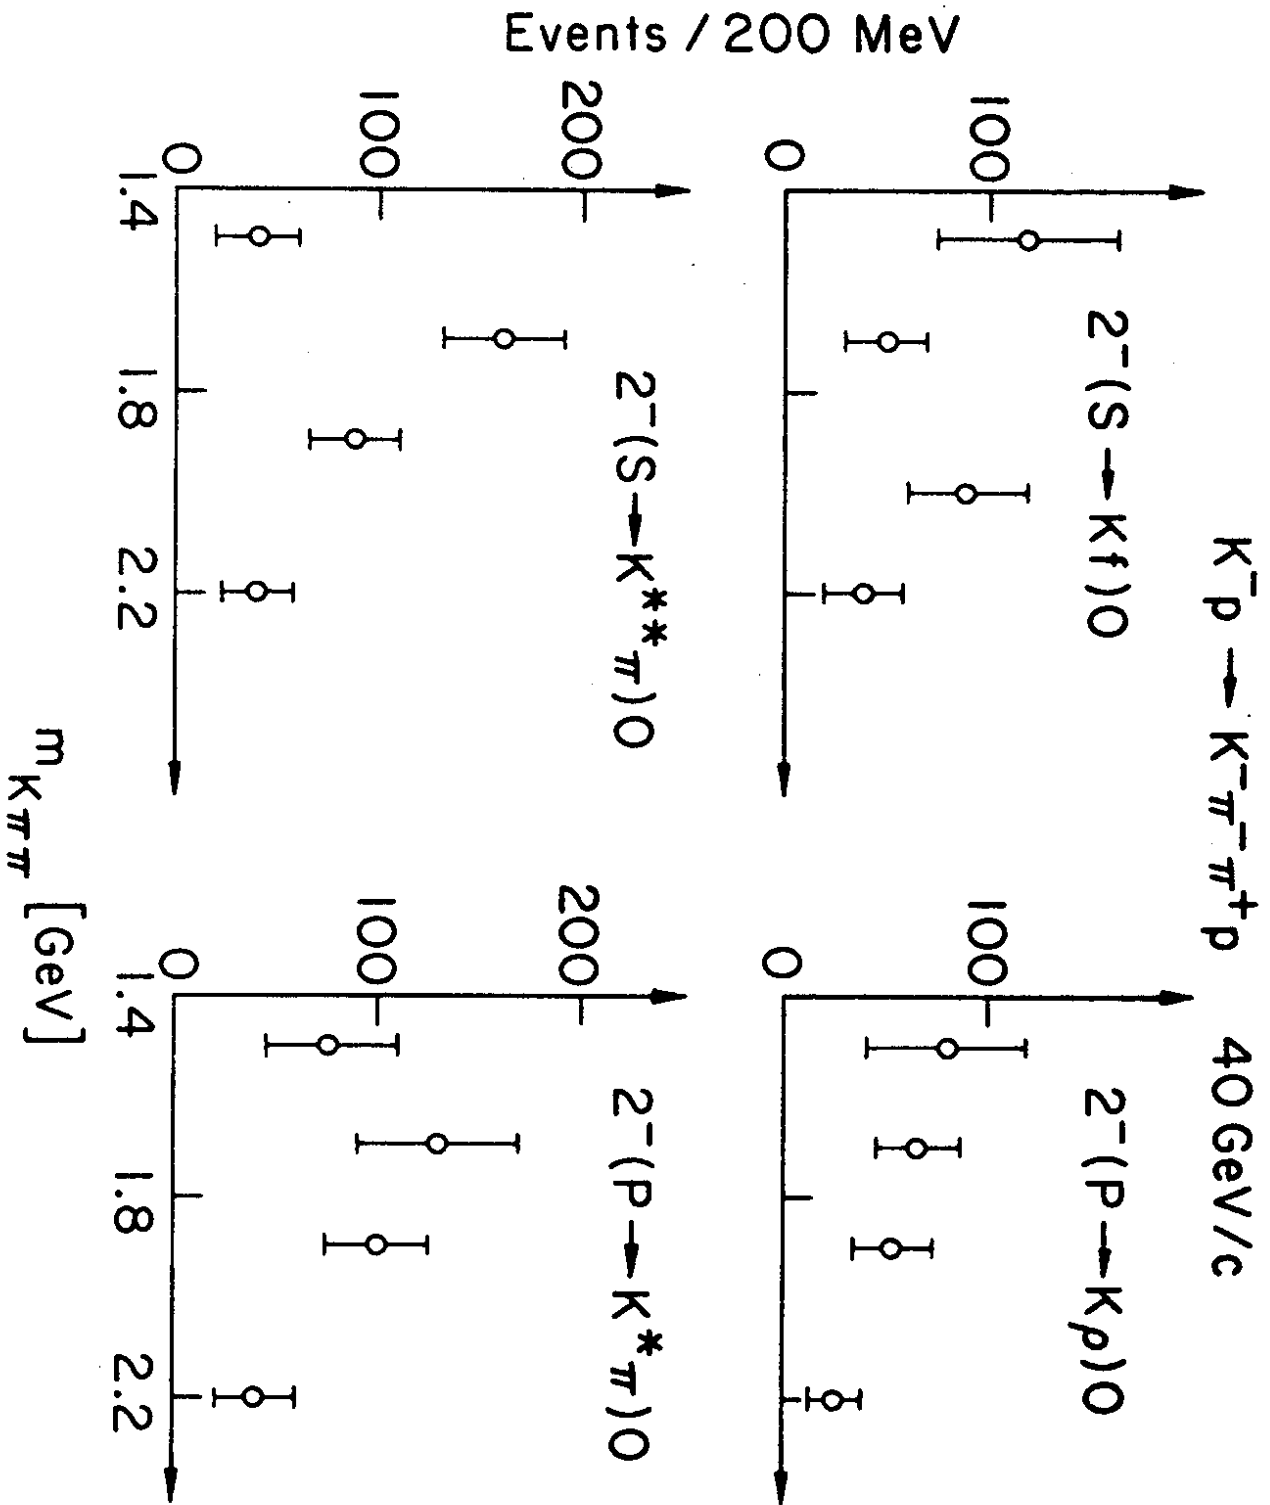 K⁻p → K⁻π⁻π⁺p 40 GeV/c
Events / 200 MeV
100
0
2⁻(S→Kf)0
100
0
2⁻(P→Kρ)0
200
100
0
2⁻(S→K**π)0
1.4 1.8 2.2
200
100
0
2⁻(P→K*π)0
1.4 1.8 2.2
m Kππ [GeV]